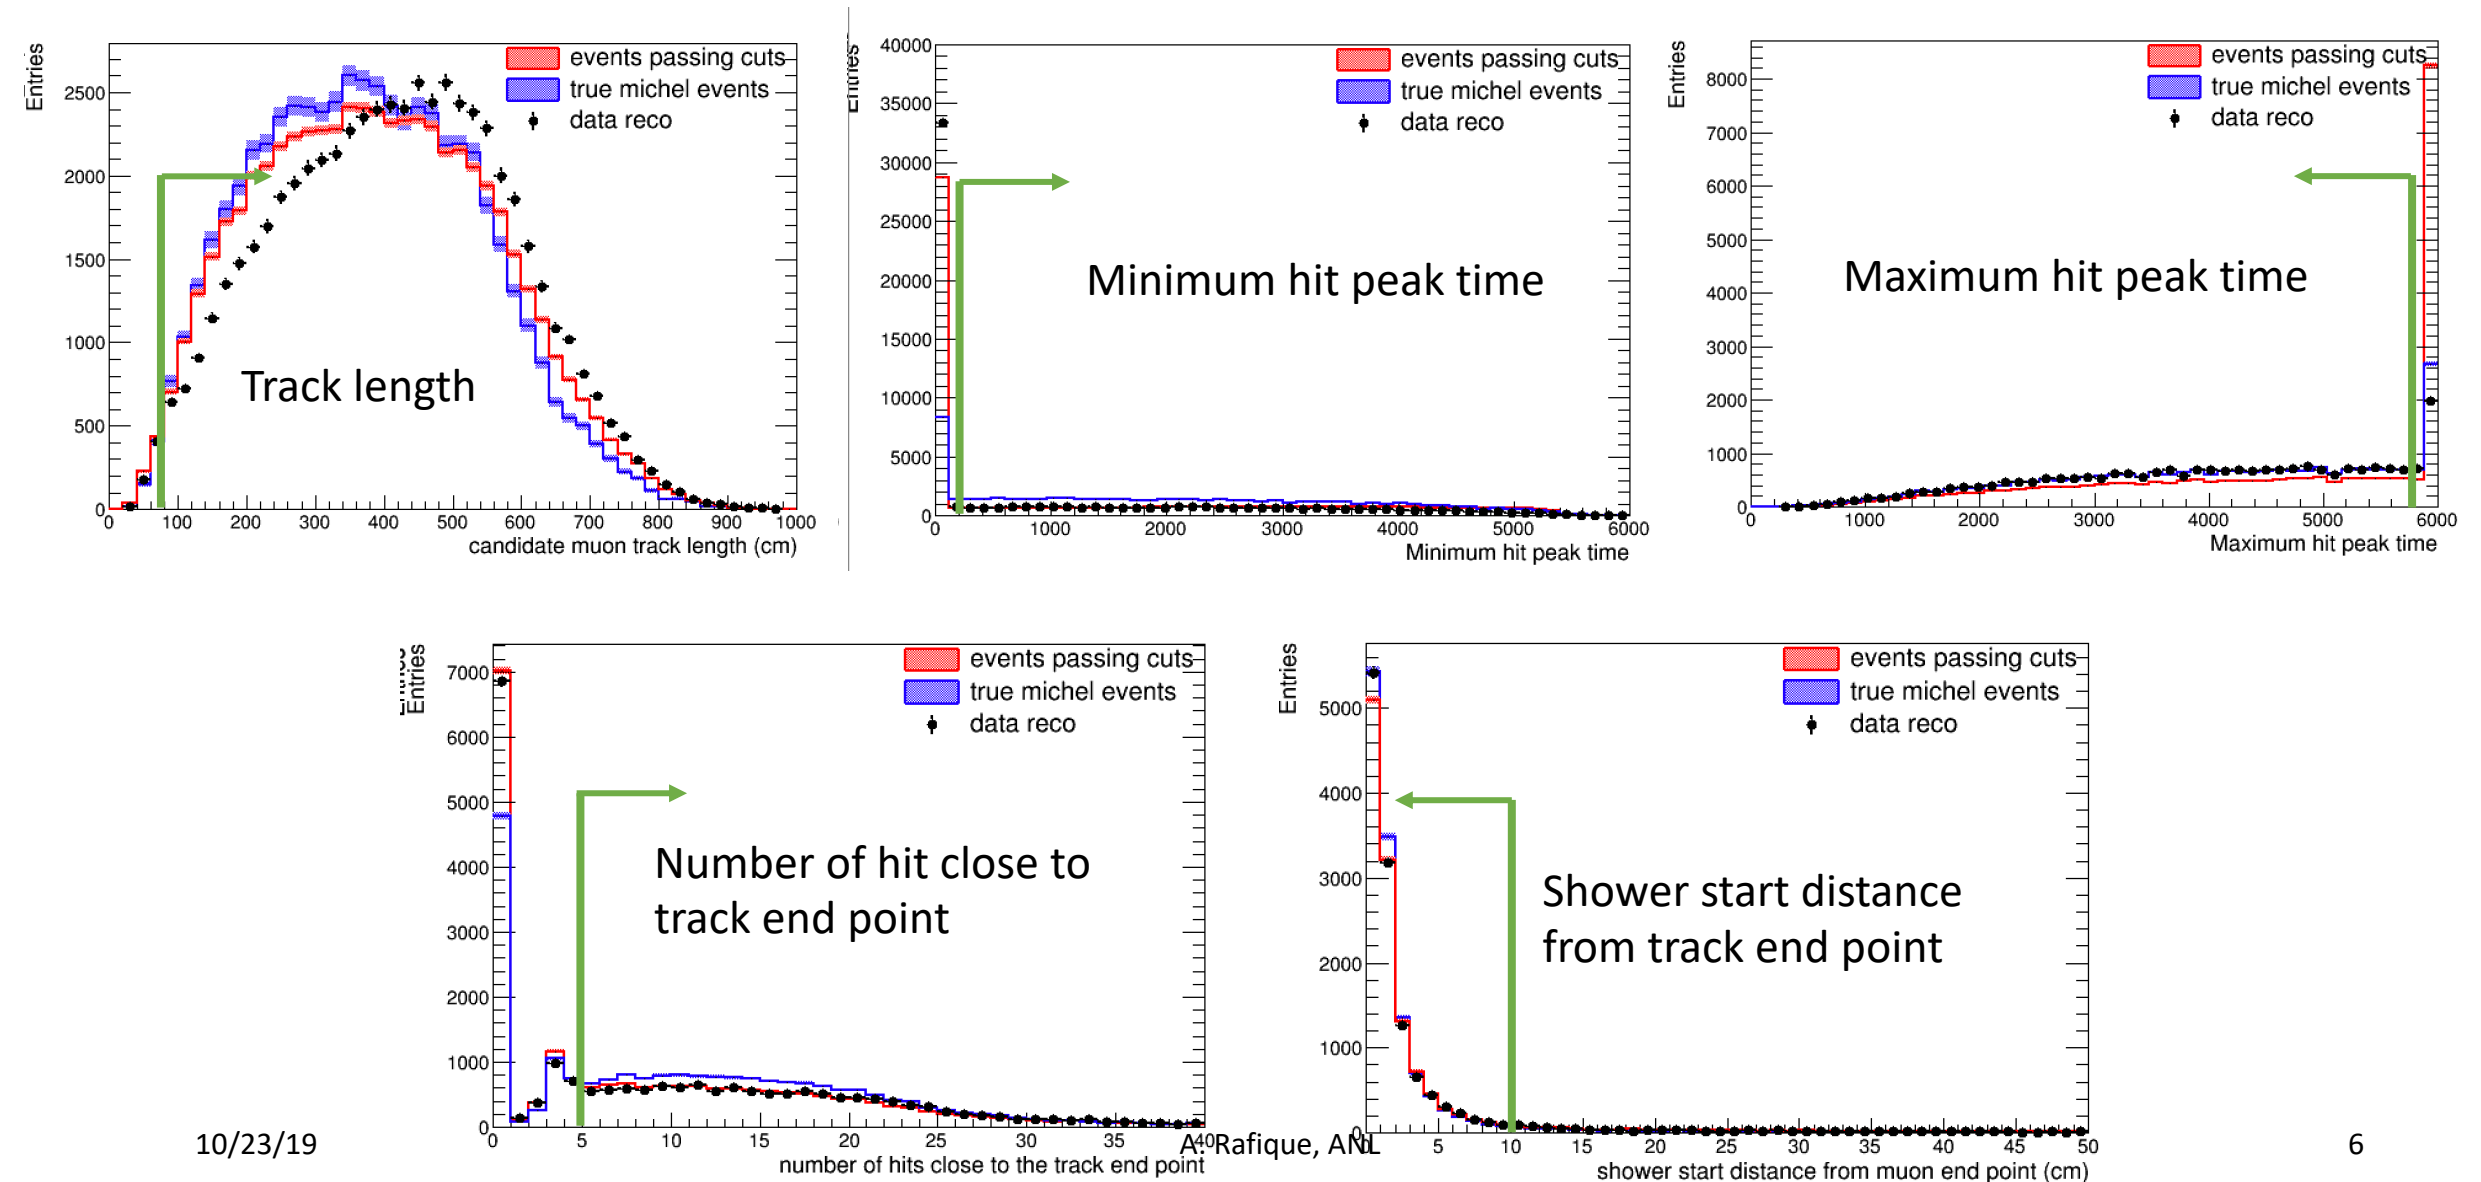 Entries
2500
2000
1500
1000
500
0
events passing cuts
true michel events
data reco
Track length
0 100 200 300 400 500 600 700 800 900 1000
candidate muon track length (cm)
Entries
40000
35000
30000
25000
20000
15000
10000
5000
0
events passing cuts
true michel events
data reco
Minimum hit peak time
0 1000 2000 3000 4000 5000 6000
Minimum hit peak time
Entries
8000
7000
6000
5000
4000
3000
2000
1000
0
events passing cuts
true michel events
data reco
Maximum hit peak time
0 1000 2000 3000 4000 5000 6000
Maximum hit peak time
Entries
Entries
7000
6000
5000
4000
3000
2000
1000
0
events passing cuts
true michel events
data reco
Number of hit close to
track end point
0 5 10 15 20 25 30 35 40
number of hits close to the track end point
Entries
5000
4000
3000
2000
1000
0
events passing cuts
true michel events
data reco
Shower start distance
from track end point
0 5 10 15 20 25 30 35 40 45 50
shower start distance from muon end point (cm)
10/23/19
A. Rafique, ANL
6